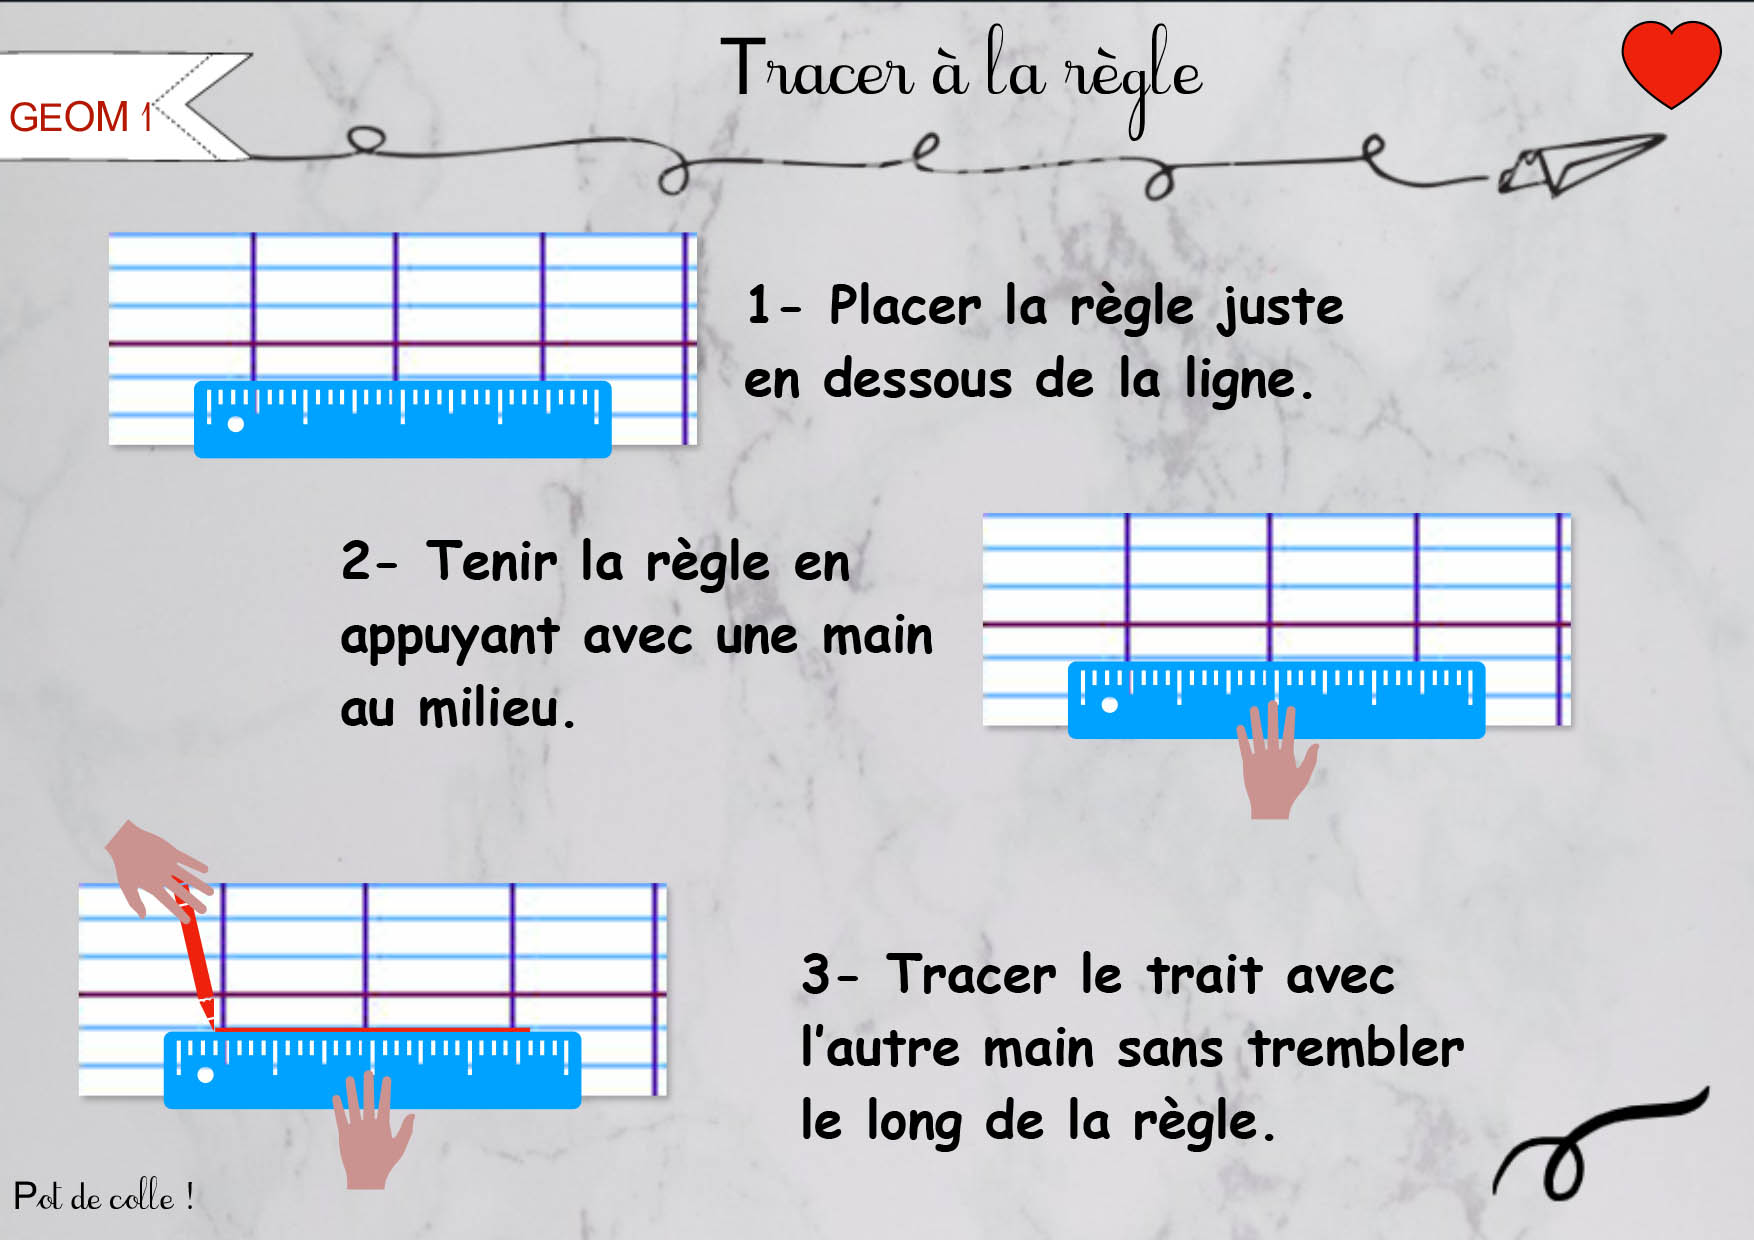 Tracer à la règle
GEOM 1
1- Placer la règle juste
en dessous de la ligne.
2- Tenir la règle en
appuyant avec une main
au milieu.
3- Tracer le trait avec
l'autre main sans trembler
le long de la règle.
Pot de colle !